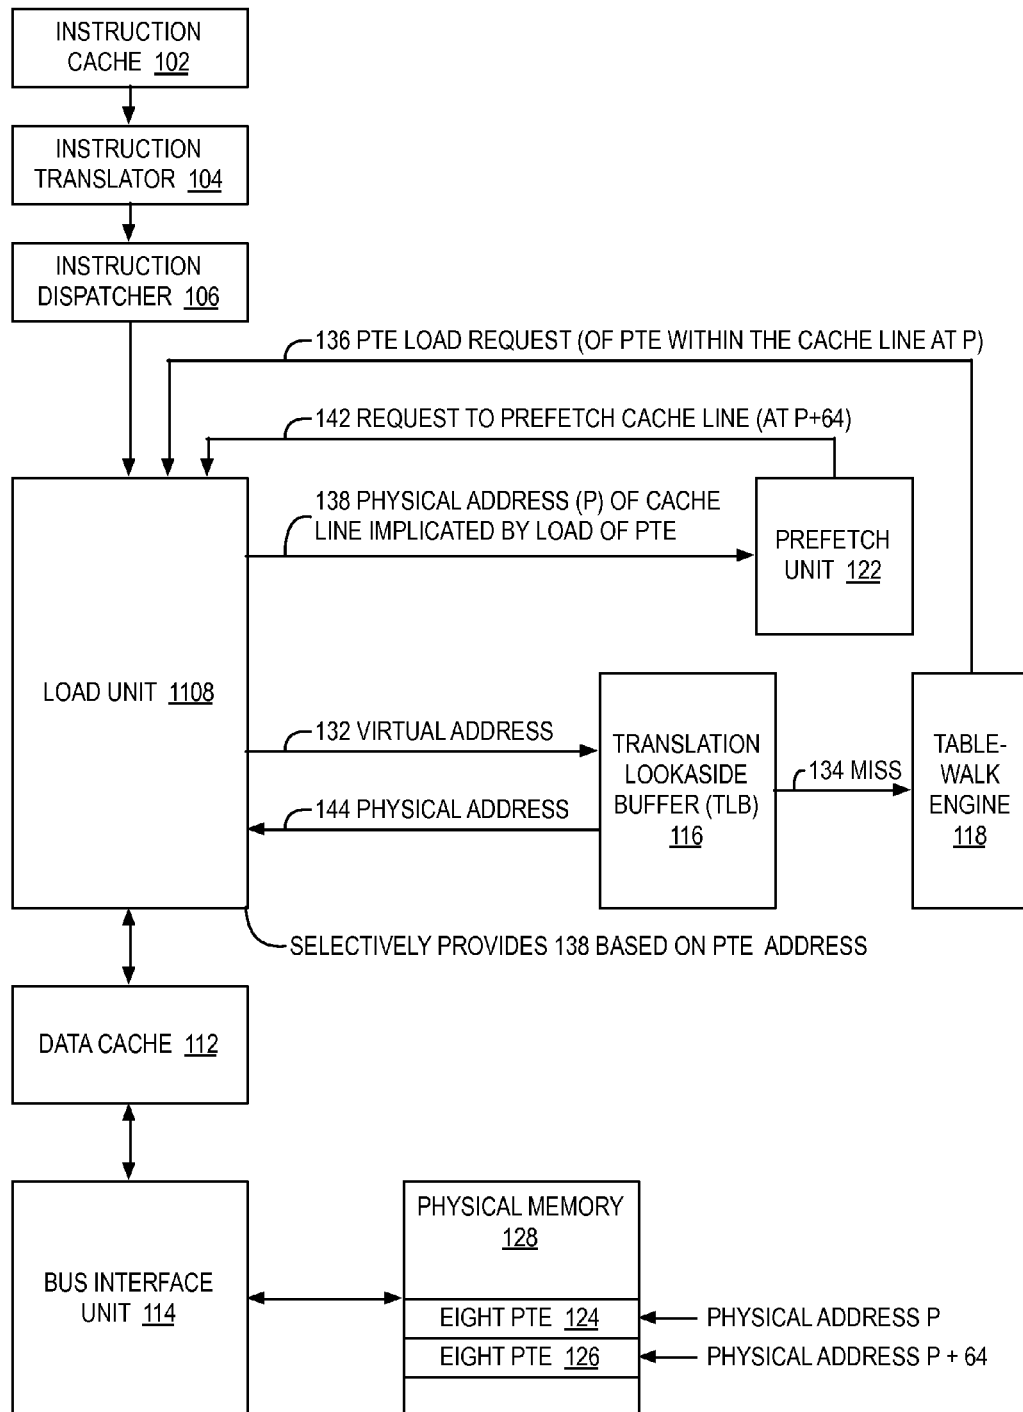 INSTRUCTION
CACHE 102
INSTRUCTION
TRANSLATOR 104
INSTRUCTION
DISPATCHER 106
136 PTE LOAD REQUEST (OF PTE WITHIN THE CACHE LINE AT P)
142 REQUEST TO PREFETCH CACHE LINE (AT P+64)
138 PHYSICAL ADDRESS (P) OF CACHE
LINE IMPLICATED BY LOAD OF PTE
PREFETCH
UNIT 122
LOAD UNIT 1108
132 VIRTUAL ADDRESS
144 PHYSICAL ADDRESS
TRANSLATION
LOOKASIDE
BUFFER (TLB)
116
134 MISS
TABLE-
WALK
ENGINE
118
SELECTIVELY PROVIDES 138 BASED ON PTE ADDRESS
DATA CACHE 112
BUS INTERFACE
UNIT 114
PHYSICAL MEMORY
128
EIGHT PTE 124
PHYSICAL ADDRESS P
EIGHT PTE 126
PHYSICAL ADDRESS P + 64